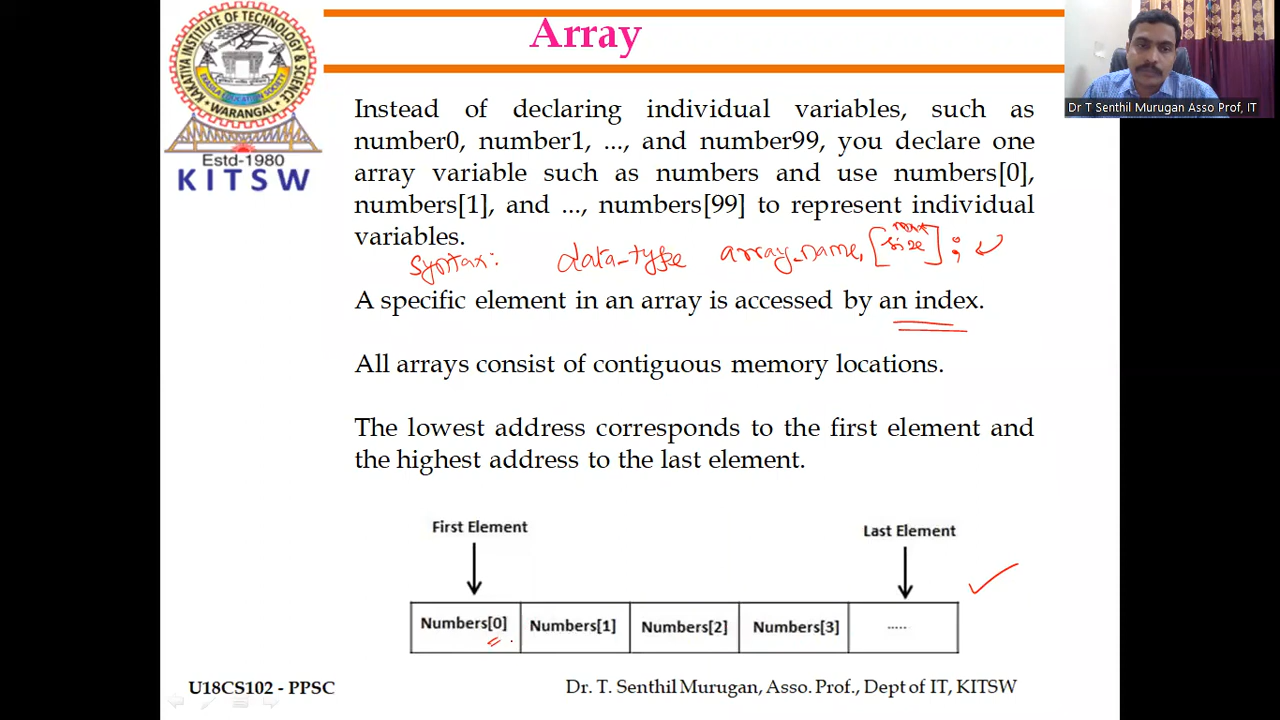 Array
KAKATIYA INSTITUTE OF TECHNOLOGY & SCIENCE
WARANGAL
Estd-1980
KITSW
Dr T Senthil Murugan Asso Prof, IT
Instead of declaring individual variables, such as
number0, number1, ..., and number99, you declare one
array variable such as numbers and use numbers[0],
numbers[1], and ..., numbers[99] to represent individual
variables.
Syntax: data-type array-name [max size];
A specific element in an array is accessed by an index.
All arrays consist of contiguous memory locations.
The lowest address corresponds to the first element and
the highest address to the last element.
First Element Last Element
Numbers[0] Numbers[1] Numbers[2] Numbers[3] .....
U18CS102 - PPSC Dr. T. Senthil Murugan, Asso. Prof., Dept of IT, KITSW